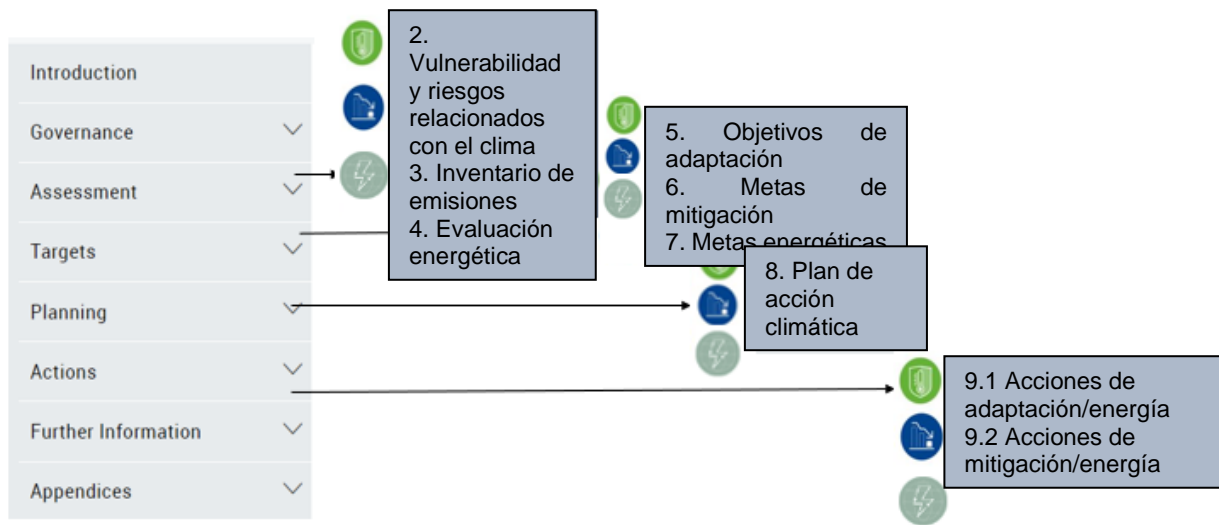 Introduction
Governance
Assessment
Targets
Planning
Actions
Further Information
Appendices
2.
Vulnerabilidad
y riesgos
relacionados
con el clima
3. Inventario de
emisiones
4. Evaluación
energética
5. Objetivos de
adaptación
6. Metas de
mitigación
7. Metas energéticas
8. Plan de
acción
climática
9.1 Acciones de
adaptación/energía
9.2 Acciones de
mitigación/energía